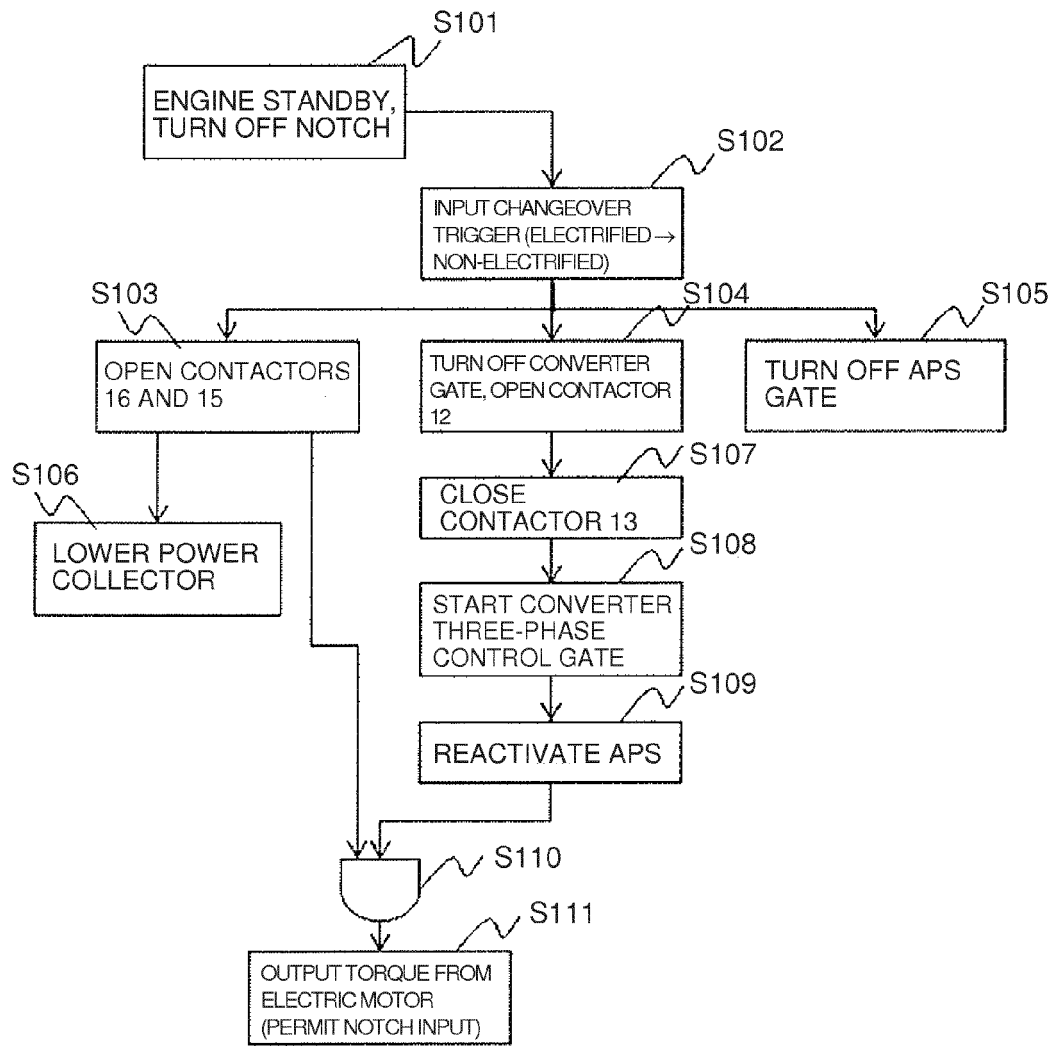 S101
ENGINE STANDBY,
TURN OFF NOTCH
S102
INPUT CHANGEOVER
TRIGGER (ELECTRIFIED →
NON-ELECTRIFIED)
S103
OPEN CONTACTORS
16 AND 15
S104
TURN OFF CONVERTER
GATE, OPEN CONTACTOR
12
S105
TURN OFF APS
GATE
S106
LOWER POWER
COLLECTOR
S107
CLOSE
CONTACTOR 13
S108
START CONVERTER
THREE-PHASE
CONTROL GATE
S109
REACTIVATE APS
S110
S111
OUTPUT TORQUE FROM
ELECTRIC MOTOR
(PERMIT NOTCH INPUT)